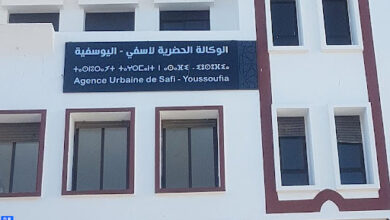 الوكالة الحضرية لآسفي - اليوسفية
Agence Urbaine de Safi - Youssoufia